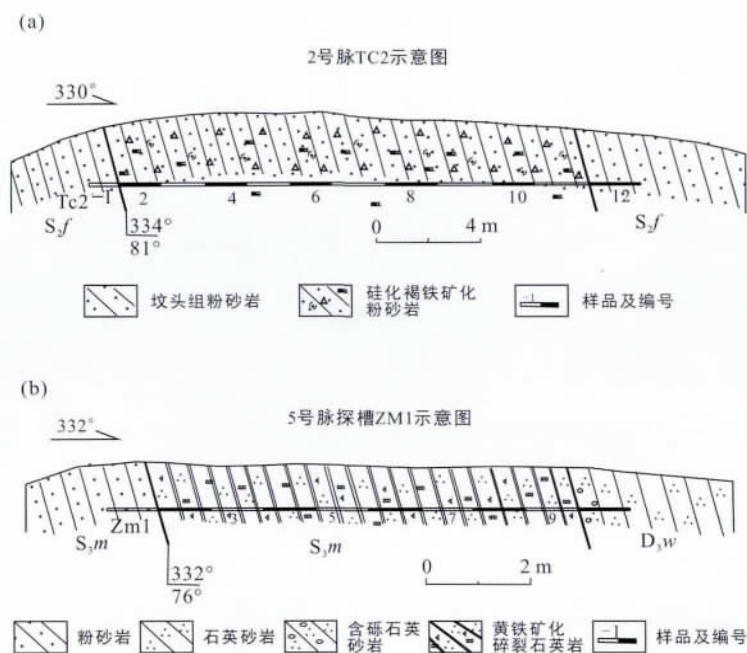 (a)
2号脉TC2示意图
330°
Tc2-1 2 4 6 8 10 12
S₂f 334° 81° 0 4 m S₂f
坟头组粉砂岩 硅化褐铁矿化粉砂岩 样品及编号
(b)
5号脉探槽ZM1示意图
332°
Zm1 3 5 7 9
S₃m S₃m D₃w
332° 76° 0 2 m
粉砂岩 石英砂岩 含砾石英砂岩 黄铁矿化碎裂石英岩 样品及编号